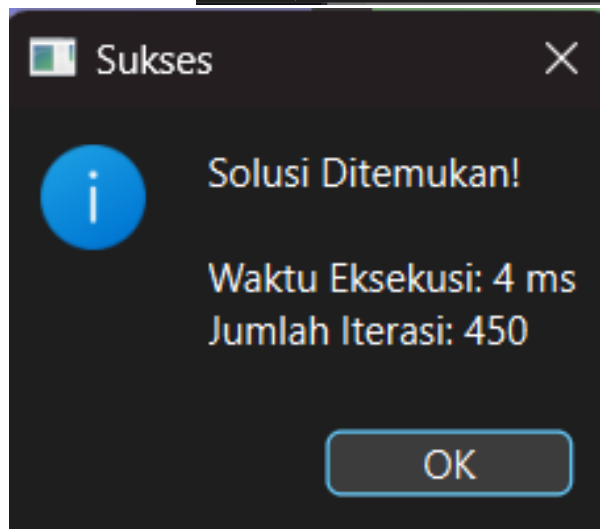 Sukses
Solusi Ditemukan!
Waktu Eksekusi: 4 ms
Jumlah Iterasi: 450
OK